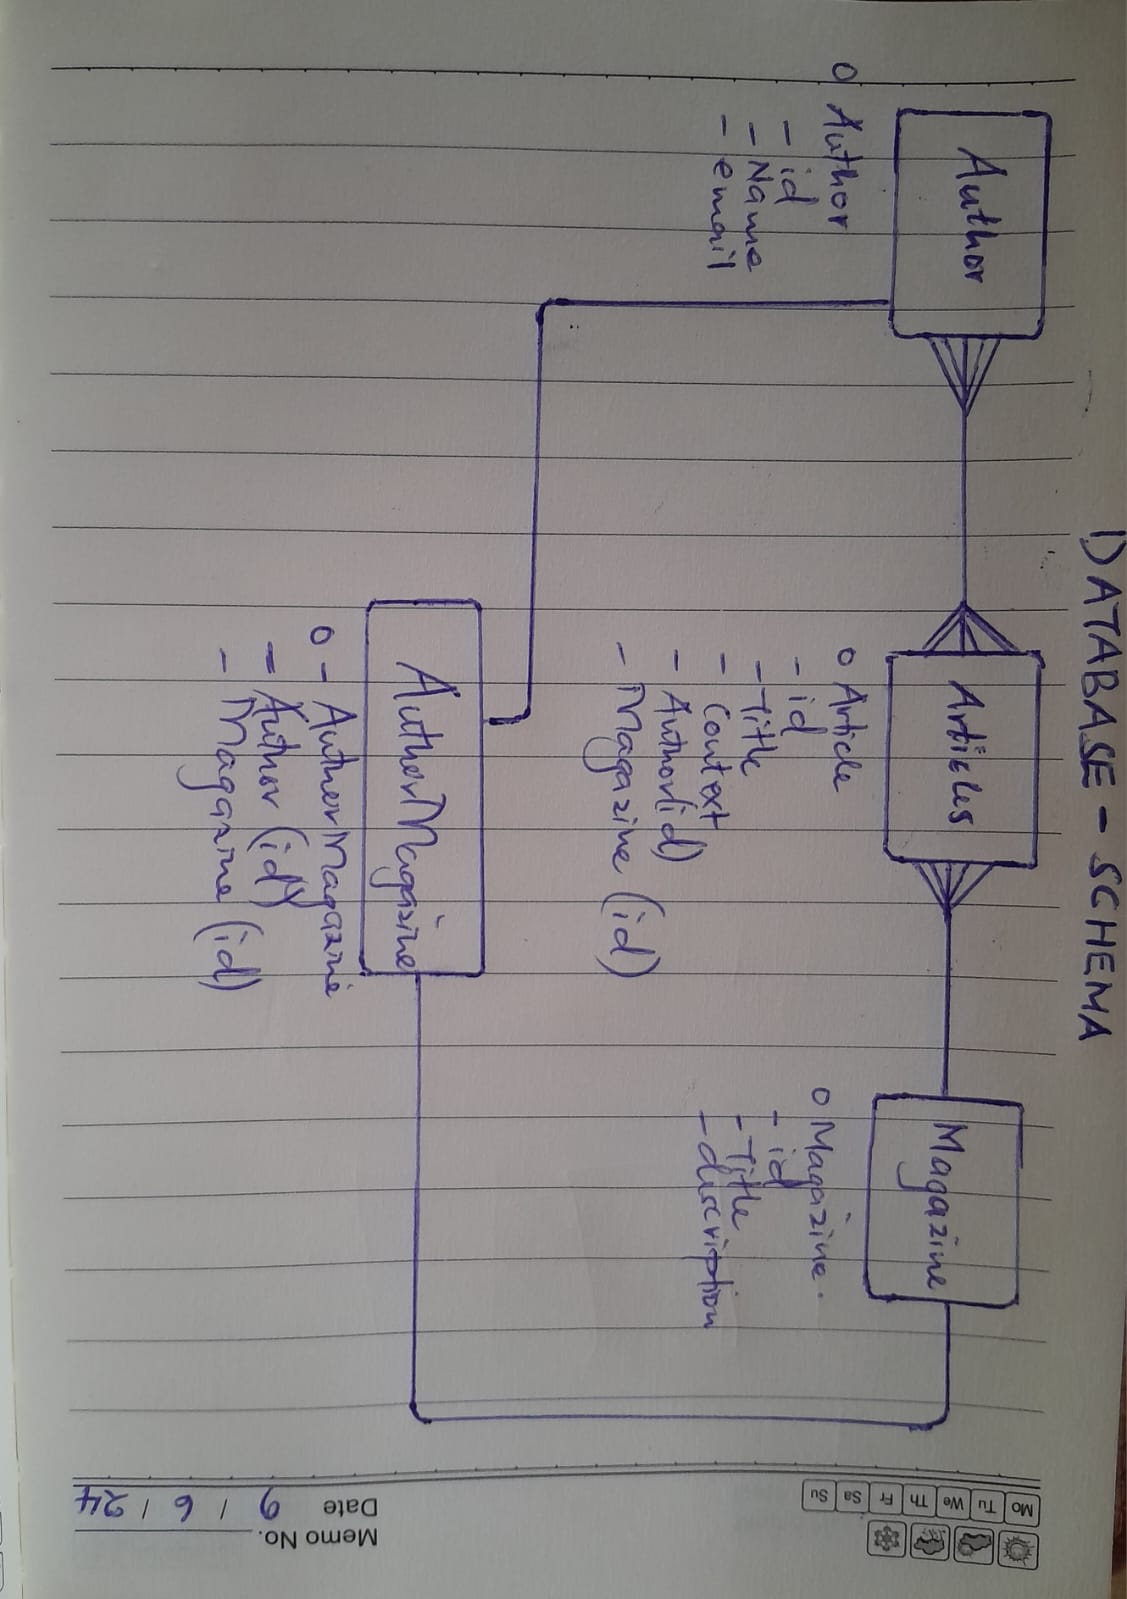 DATABASE - SCHEMA
Author
Articles
Magazine
o Author
- id
- Name
- email
o Article
- id
- Title
- Context
- Author(id)
- Magazine (id)
o Magazine.
- id
- Title
- discription
AuthorMagazine
o - AuthorMagazine
- Author (id)
- Magazine (id)
Memo No.
Date 9 / 6 / 24
Mo Tu We Th Fr Sa Su